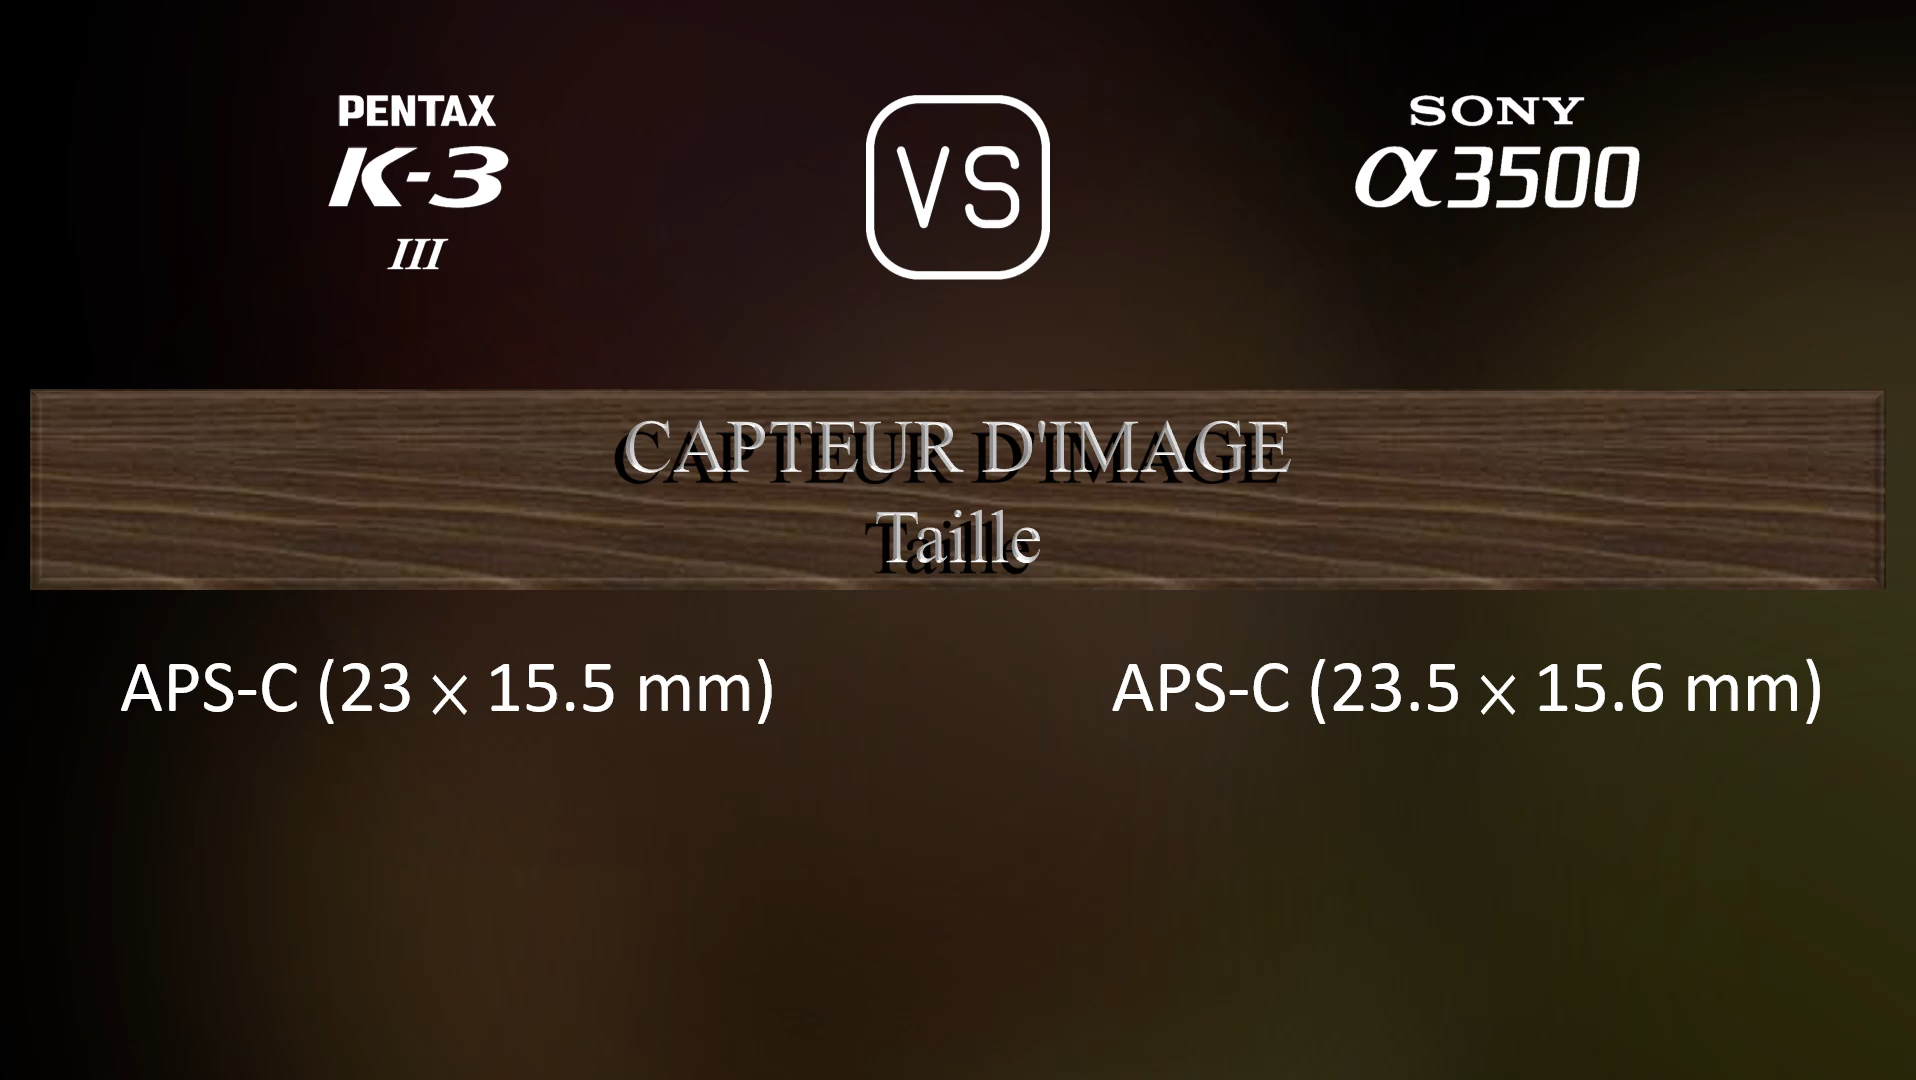 PENTAX
K-3
III
VS
SONY
α3500
CAPTEUR D'IMAGE
Taille
APS-C (23 x 15.5 mm)
APS-C (23.5 x 15.6 mm)